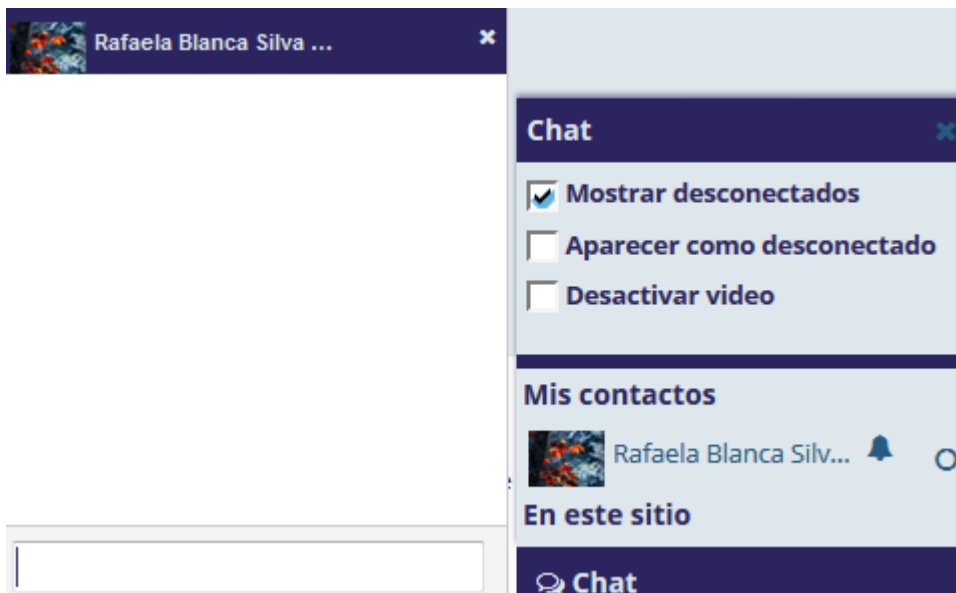 Rafaela Blanca Silva ...
Chat
Mostrar desconectados
Aparecer como desconectado
Desactivar video
Mis contactos
Rafaela Blanca Silv...
En este sitio
Chat